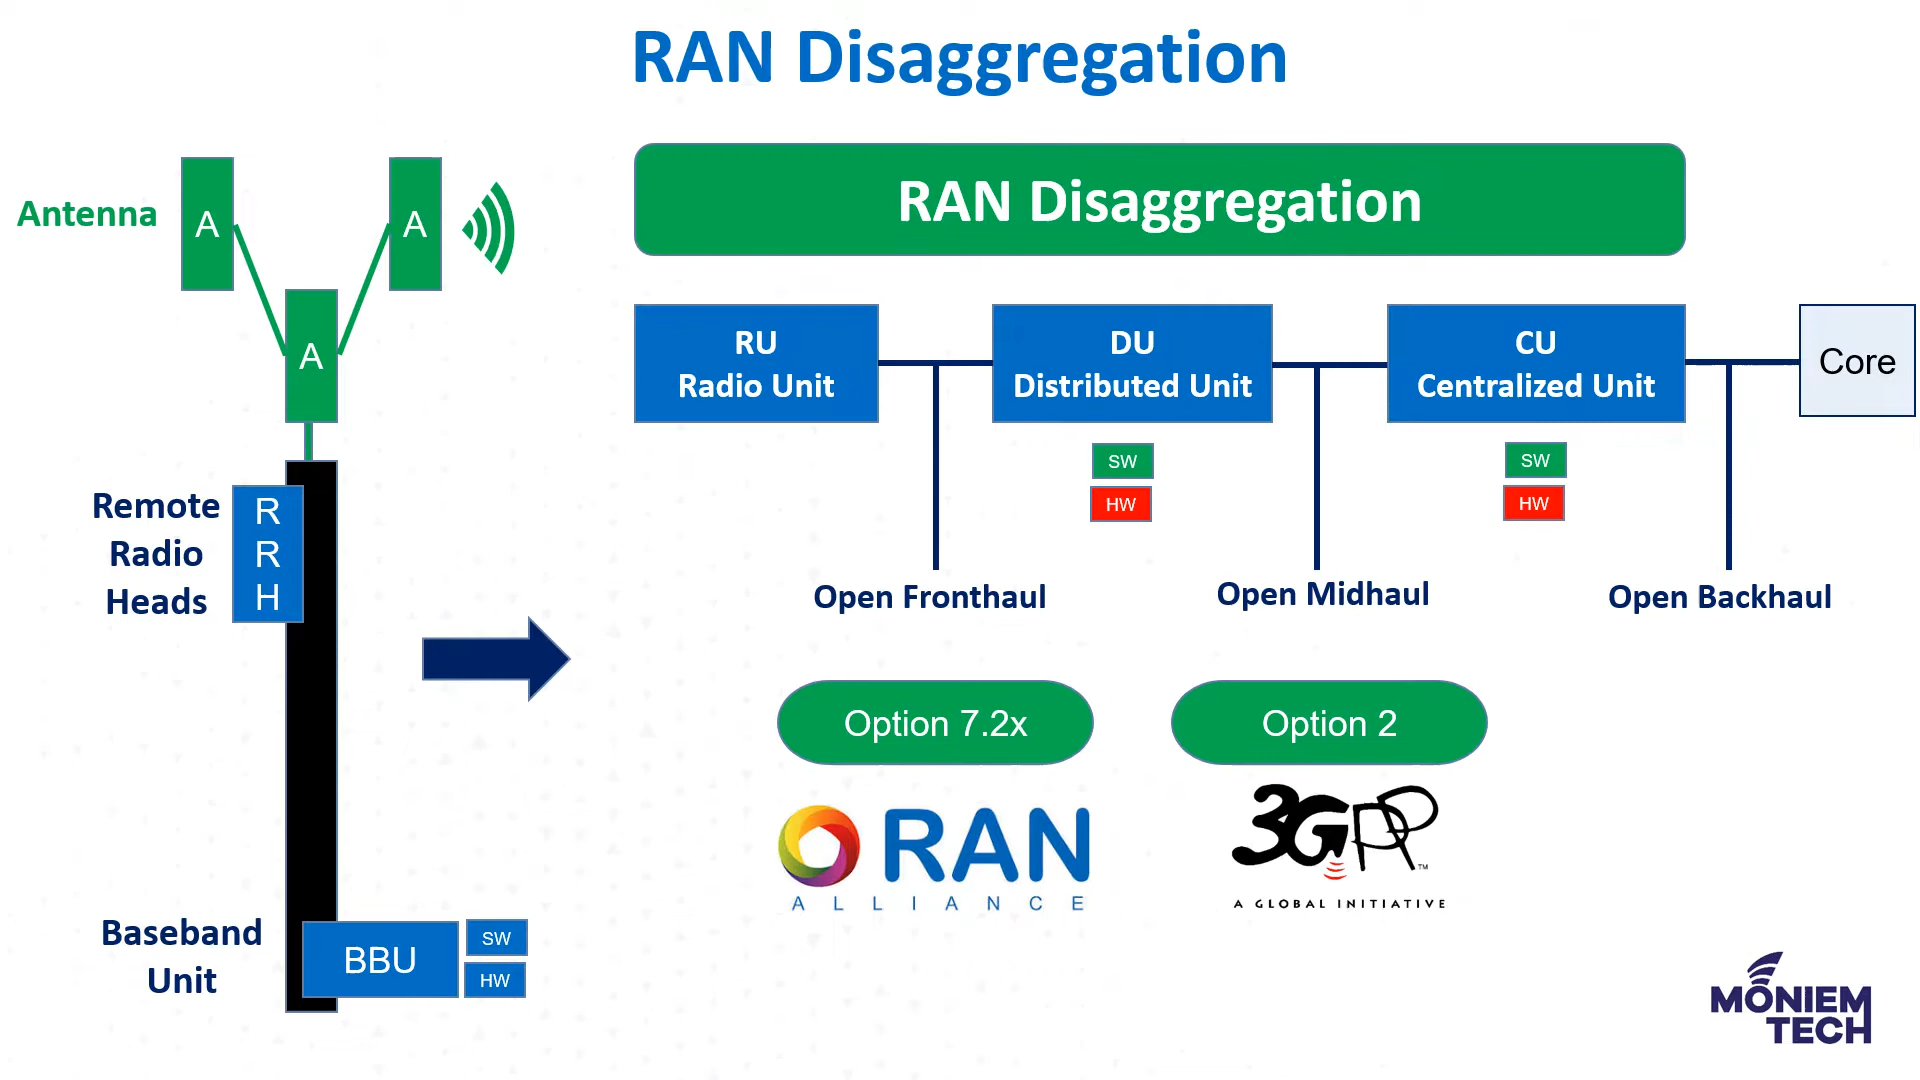 RAN Disaggregation
Antenna
A
A
A
Remote
Radio
Heads
R
R
H
Baseband
Unit
BBU
SW
HW
RAN Disaggregation
RU
Radio Unit
DU
Distributed Unit
CU
Centralized Unit
Core
SW
HW
SW
HW
Open Fronthaul
Open Midhaul
Open Backhaul
Option 7.2x
Option 2
O RAN
ALLIANCE
3GPP™
A GLOBAL INITIATIVE
MONIEM
TECH